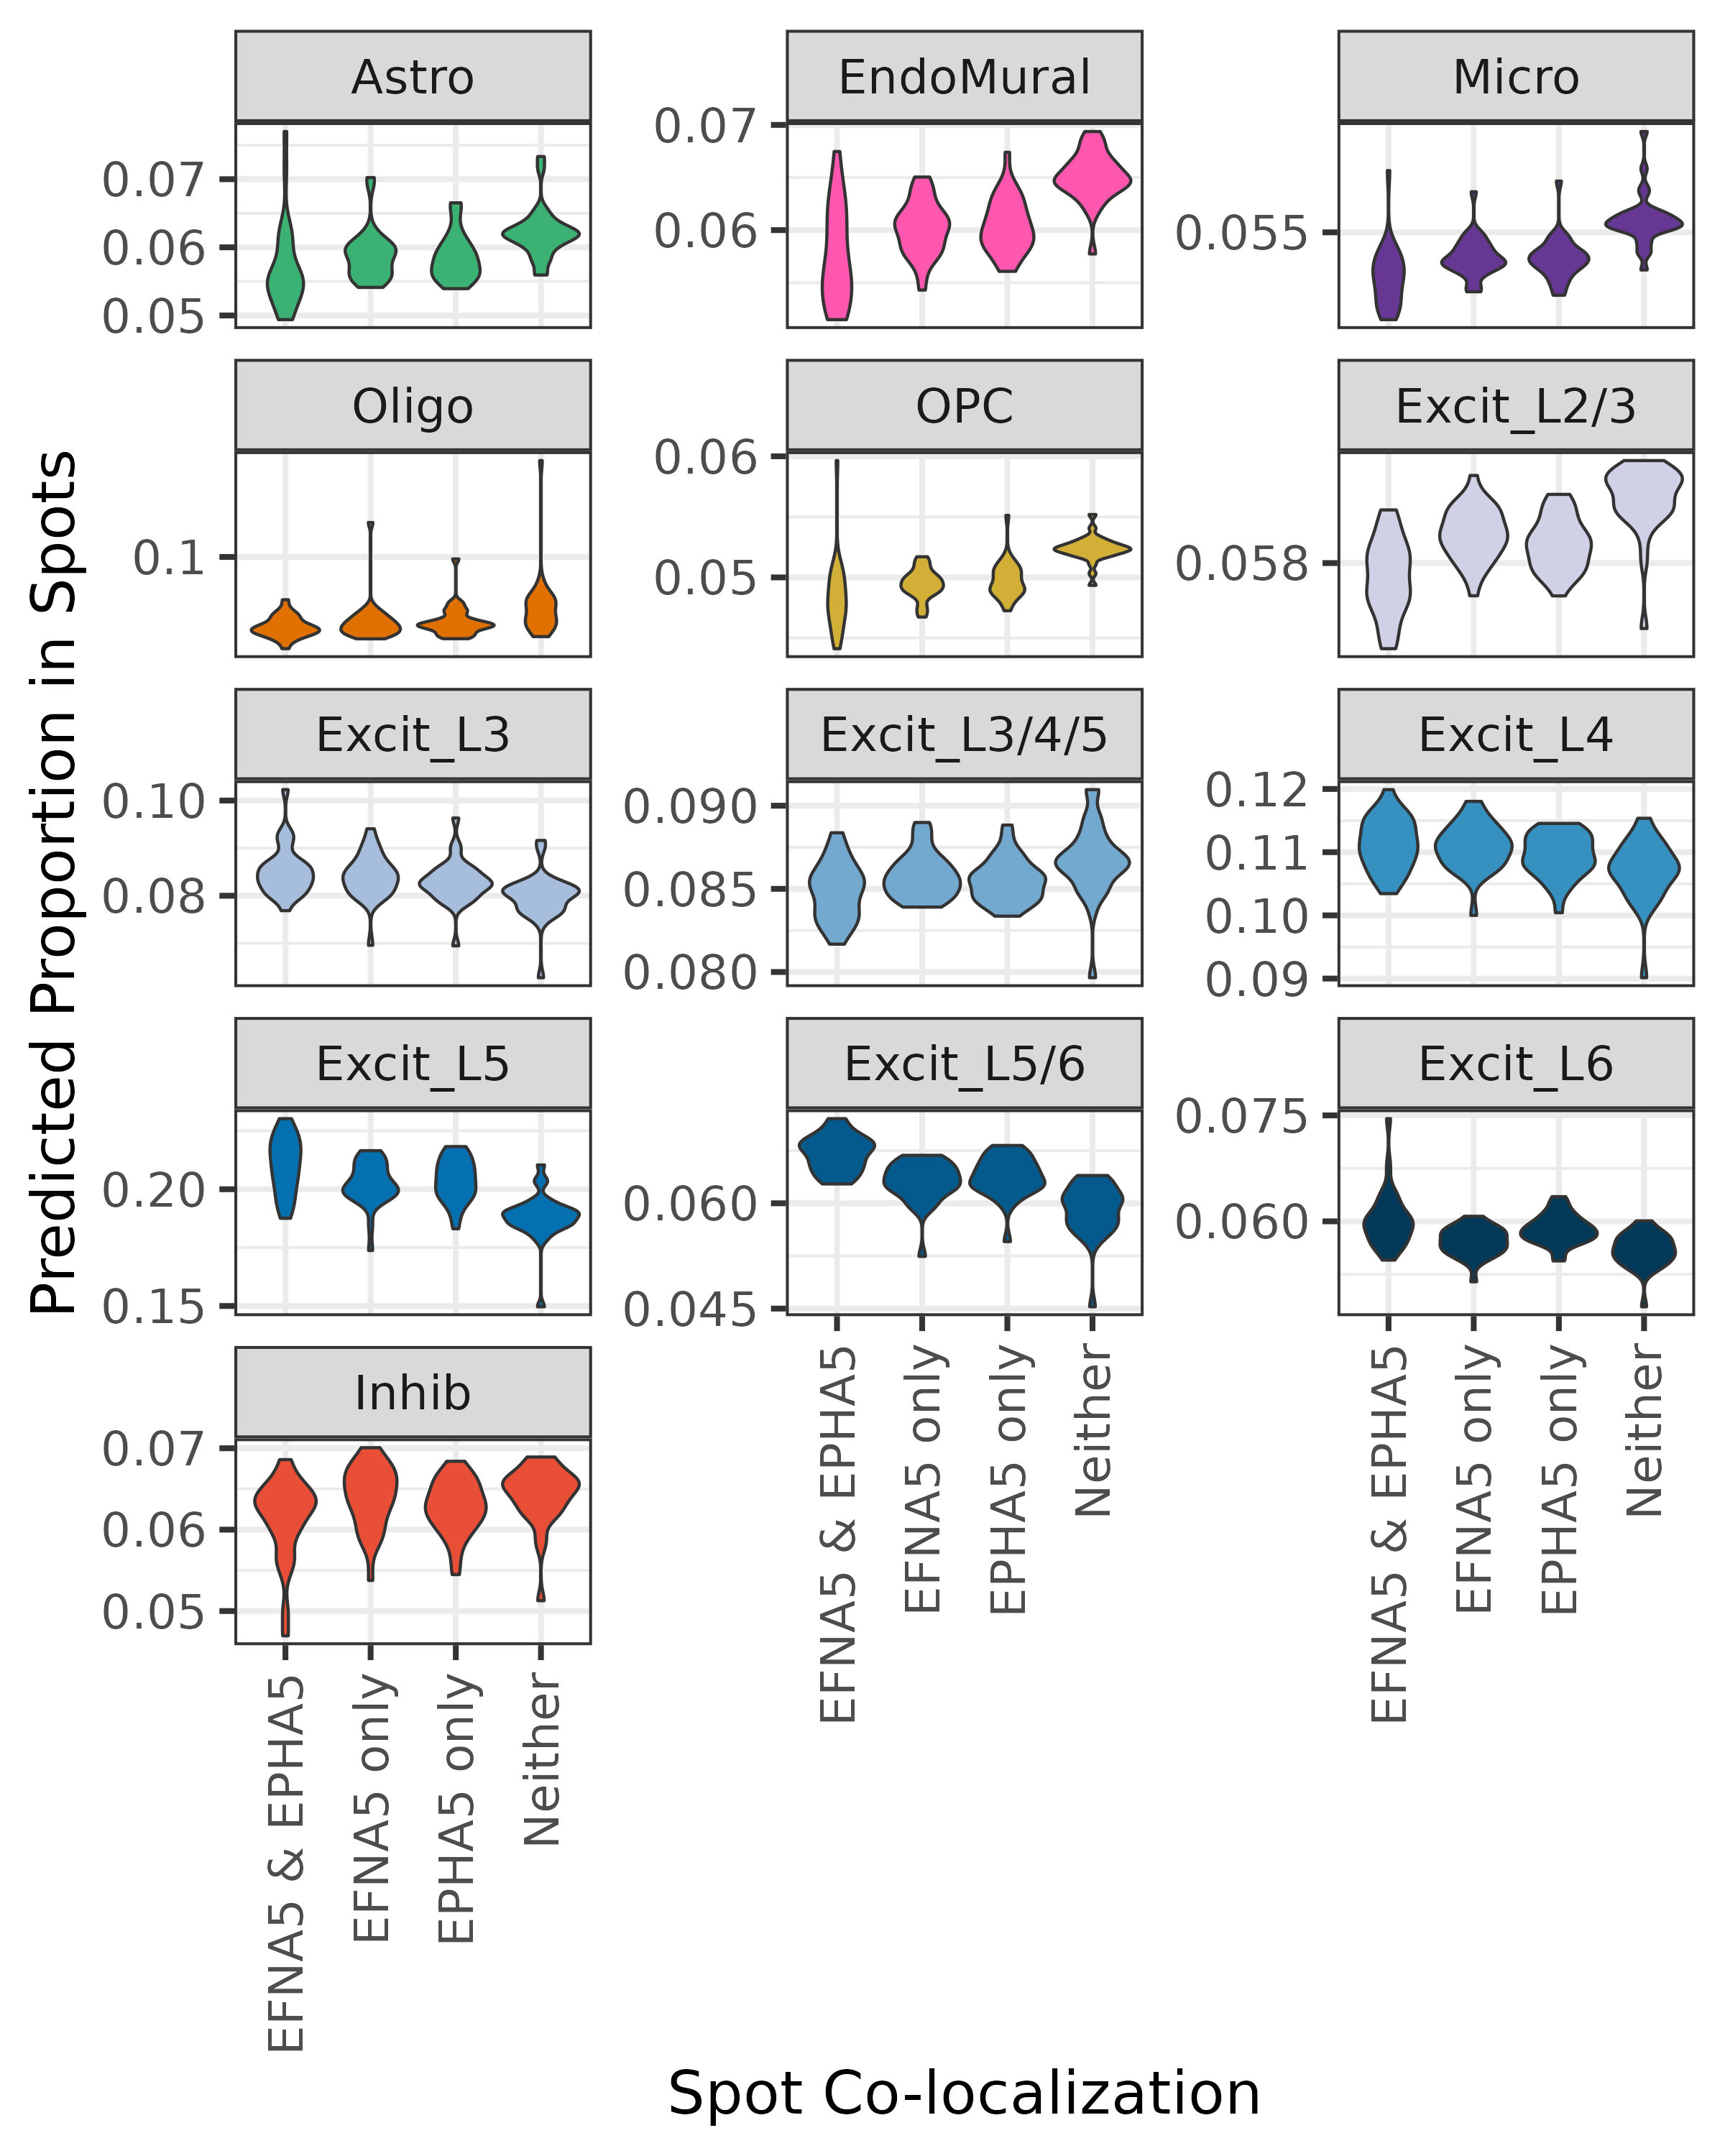 Astro
EndoMural
Micro
0.07
0.06
0.05
0.07
0.06
0.055
Oligo
OPC
Excit_L2/3
0.1
0.06
0.05
0.058
Excit_L3
Excit_L3/4/5
Excit_L4
0.10
0.08
0.090
0.085
0.080
0.12
0.11
0.10
0.09
Excit_L5
Excit_L5/6
Excit_L6
0.20
0.15
0.060
0.045
0.075
0.060
Inhib
0.07
0.06
0.05
EFNA5 & EPHA5
EFNA5 only
EPHA5 only
Neither
EFNA5 & EPHA5
EFNA5 only
EPHA5 only
Neither
EFNA5 & EPHA5
EFNA5 only
EPHA5 only
Neither
Predicted Proportion in Spots
Spot Co-localization